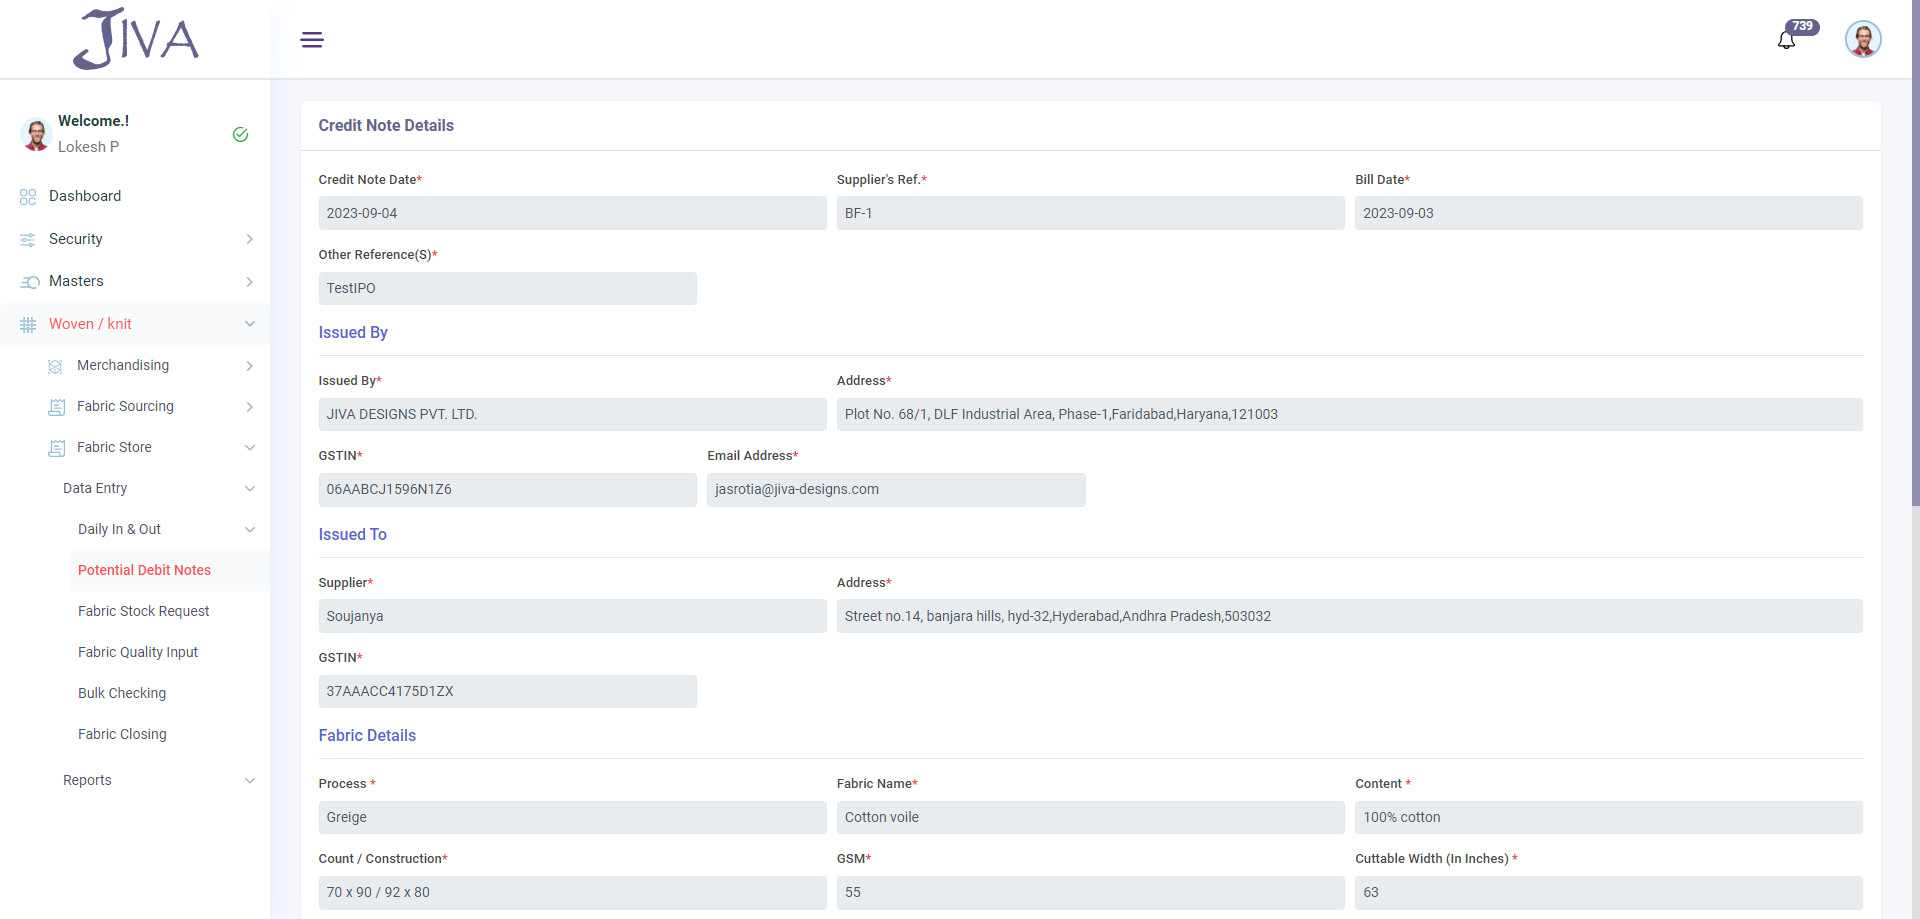 JIVA
739
Welcome.!
Lokesh P
Dashboard
Security
Masters
Woven / knit
Merchandising
Fabric Sourcing
Fabric Store
Data Entry
Daily In & Out
Potential Debit Notes
Fabric Stock Request
Fabric Quality Input
Bulk Checking
Fabric Closing
Reports
Credit Note Details
Credit Note Date* Supplier's Ref.* Bill Date*
2023-09-04 BF-1 2023-09-03
Other Reference(S)*
TestIPO
Issued By
Issued By* Address*
JIVA DESIGNS PVT. LTD. Plot No. 68/1, DLF Industrial Area, Phase-1,Faridabad,Haryana,121003
GSTIN* Email Address*
06AABCJ1596N1Z6 jasrotia@jiva-designs.com
Issued To
Supplier* Address*
Soujanya Street no.14, banjara hills, hyd-32,Hyderabad,Andhra Pradesh,503032
GSTIN*
37AAACC4175D1ZX
Fabric Details
Process * Fabric Name* Content *
Greige Cotton voile 100% cotton
Count / Construction* GSM* Cuttable Width (In Inches) *
70 x 90 / 92 x 80 55 63